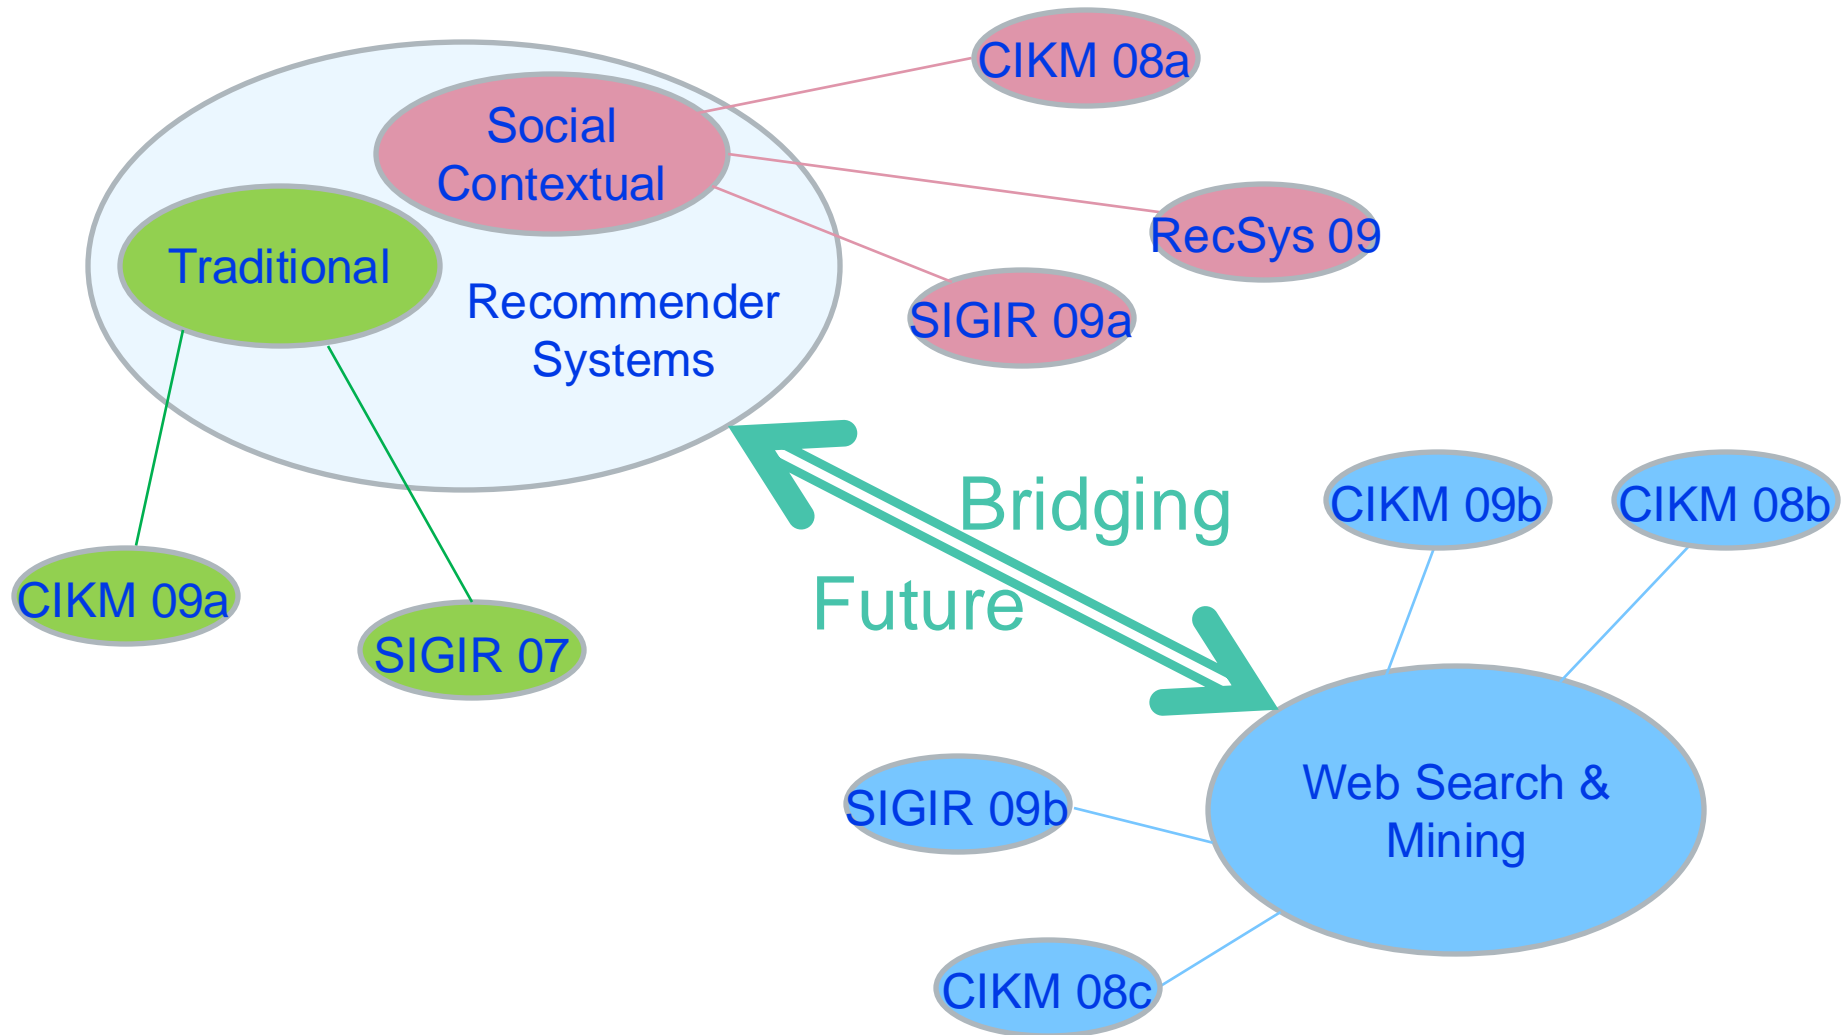 CIKM 08a
Social
Contextual
RecSys 09
Traditional
Recommender
Systems
SIGIR 09a
Bridging
CIKM 09b
CIKM 08b
Future
CIKM 09a
SIGIR 07
Web Search &
Mining
SIGIR 09b
CIKM 08c